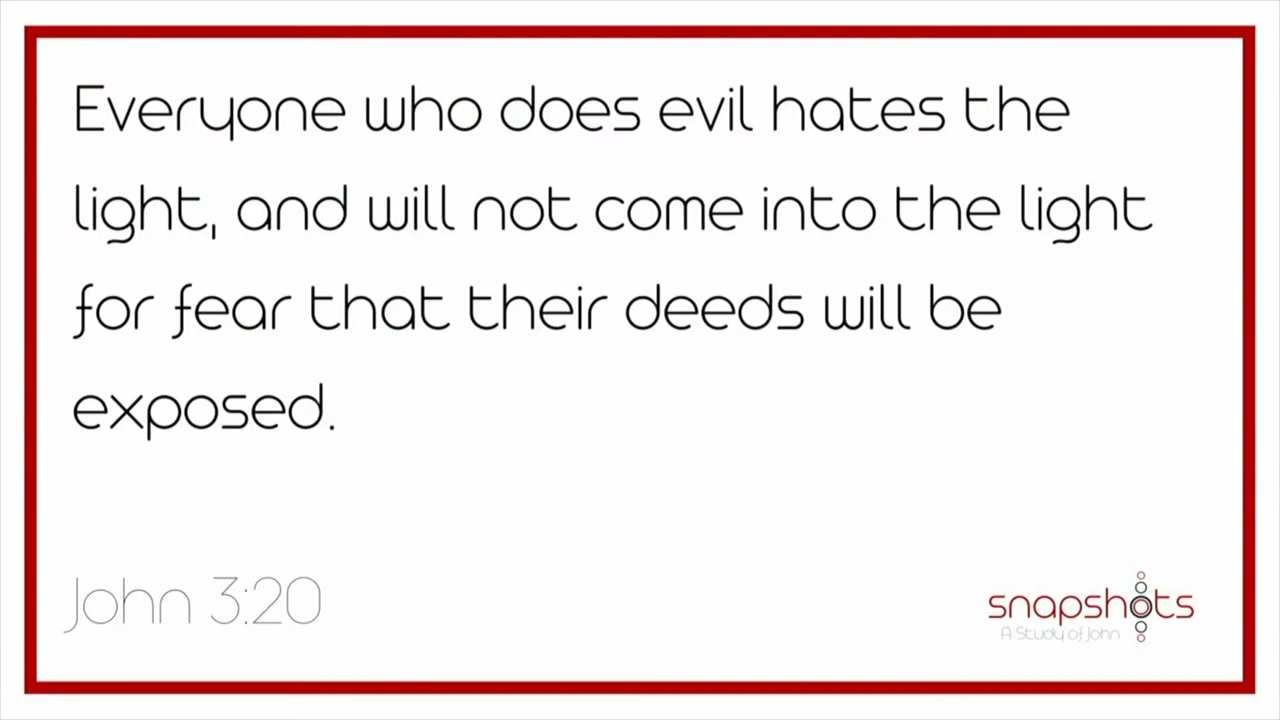 Everyone who does evil hates the
light, and will not come into the light
for fear that their deeds will be
exposed.
John 3:20
snapshots
A Study of John